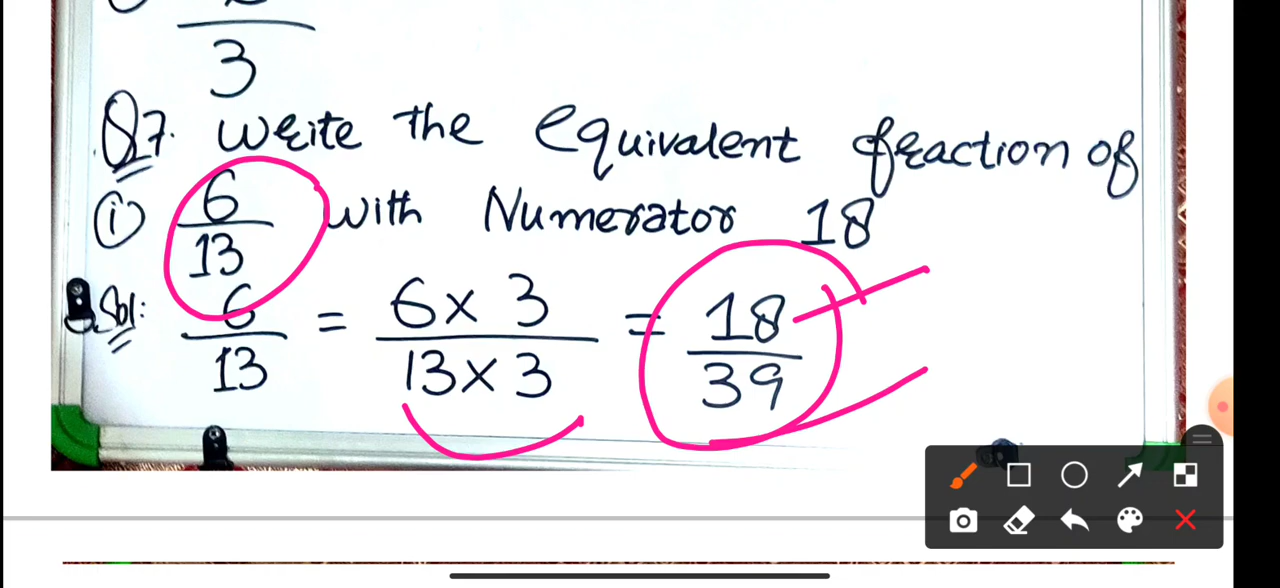 3
Q7. Write the equivalent fraction of
(i) 6/13 with Numerator 18
Sol: 6/13 = 6 x 3/13 x 3 = 18/39